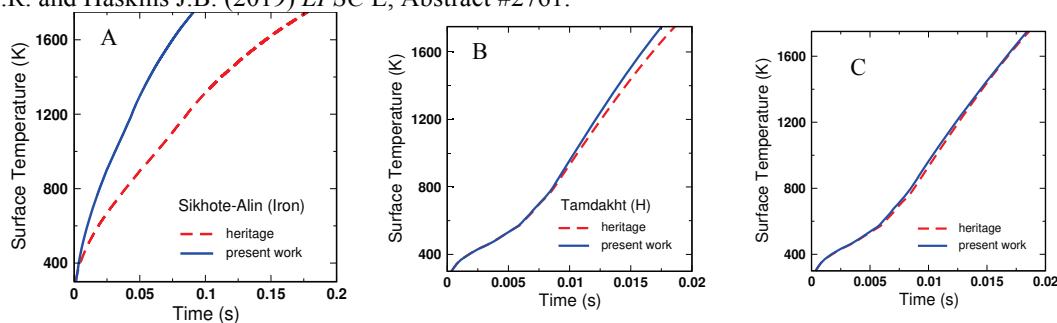 .R. and Haskins J.B. (2019) LPSC L, Abstract #2761.
A
Surface Temperature (K)
1600
1200
800
400
Sikhote-Alin (Iron)
heritage
present work
0
0.05
0.1
0.15
0.2
Time (s)
B
Surface Temperature (K)
1600
1200
800
400
Tamdakht (H)
heritage
present work
0
0.005
0.01
0.015
0.02
Time (s)
C
Surface Temperature (K)
1600
1200
800
400
heritage
present work
0
0.005
0.01
0.015
0.02
Time (s)